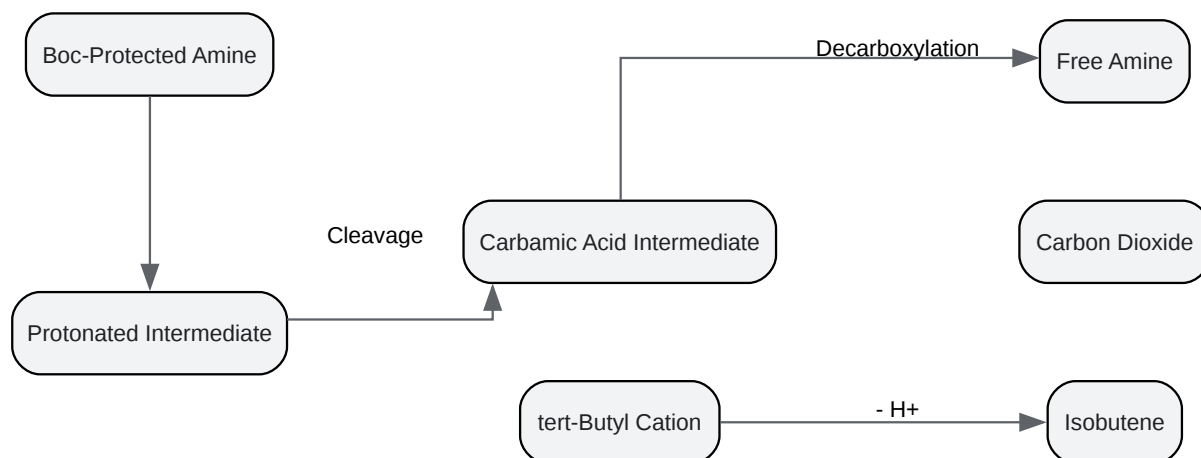 Boc-Protected Amine
Decarboxylation
Free Amine
Cleavage
Carbamic Acid Intermediate
Carbon Dioxide
Protonated Intermediate
tert-Butyl Cation
- H+
Isobutene